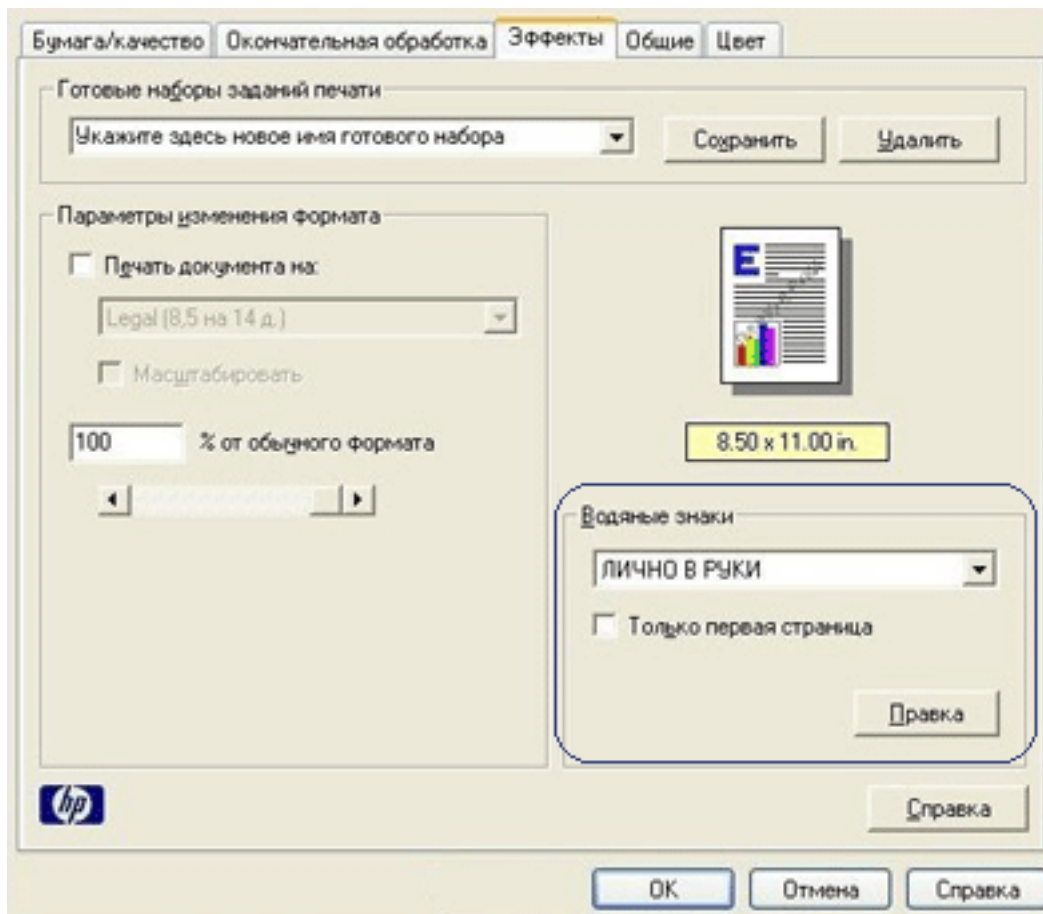 Бумага/качество Окончательная обработка Эффекты Общие Цвет
Готовые наборы заданий печати
Укажите здесь новое имя готового набора Сохранить Удалить
Параметры изменения формата
Печать документа на:
Legal (8,5 на 14 д.)
Масштабировать
100 % от обычного формата
E
8.50 x 11.00 in.
Водяные знаки
ЛИЧНО В РУКИ
Только первая страница
Правка
hp
Справка
OK Отмена Справка